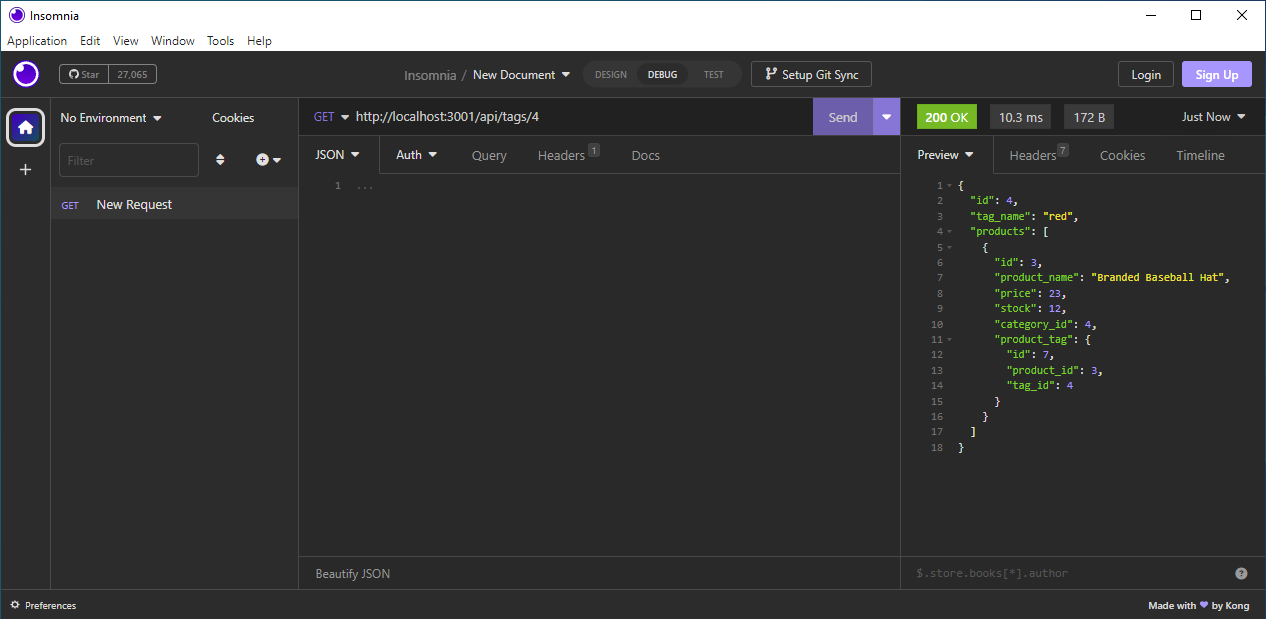 Insomnia
Application Edit View Window Tools Help
Star 27,065 Insomnia / New Document DESIGN DEBUG TEST Setup Git Sync Login Sign Up
No Environment Cookies GET http://localhost:3001/api/tags/4 Send 200 OK 10.3 ms 172 B Just Now
Filter JSON Auth Query Headers 1 Docs Preview Headers 7 Cookies Timeline
GET New Request
1 ...
1 {
2 "id": 4,
3 "tag_name": "red",
4 "products": [
5 {
6 "id": 3,
7 "product_name": "Branded Baseball Hat",
8 "price": 23,
9 "stock": 12,
10 "category_id": 4,
11 "product_tag": {
12 "id": 7,
13 "product_id": 3,
14 "tag_id": 4
15 }
16 }
17 ]
18 }
Beautify JSON $.store.books[*].author ?
Preferences Made with 💜 by Kong